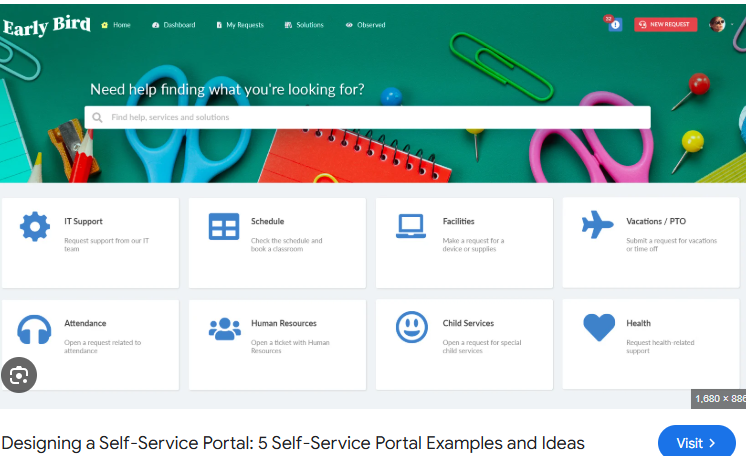 Early Bird
Home
Dashboard
My Requests
Solutions
Observed
NEW REQUEST
Need help finding what you're looking for?
Find help, services and solutions
IT Support
Request support from our IT
team
Schedule
Check the schedule and
book a classroom
Facilities
Make a request for a
device or supplies
Vacations / PTO
Submit a request for vacations
or time off
Attendance
Open a request related to
attendance
Human Resources
Open a ticket with Human
Resources
Child Services
Open a request for special
child services
Health
Request health-related
support
1,680 × 886
Designing a Self-Service Portal: 5 Self-Service Portal Examples and Ideas
Visit